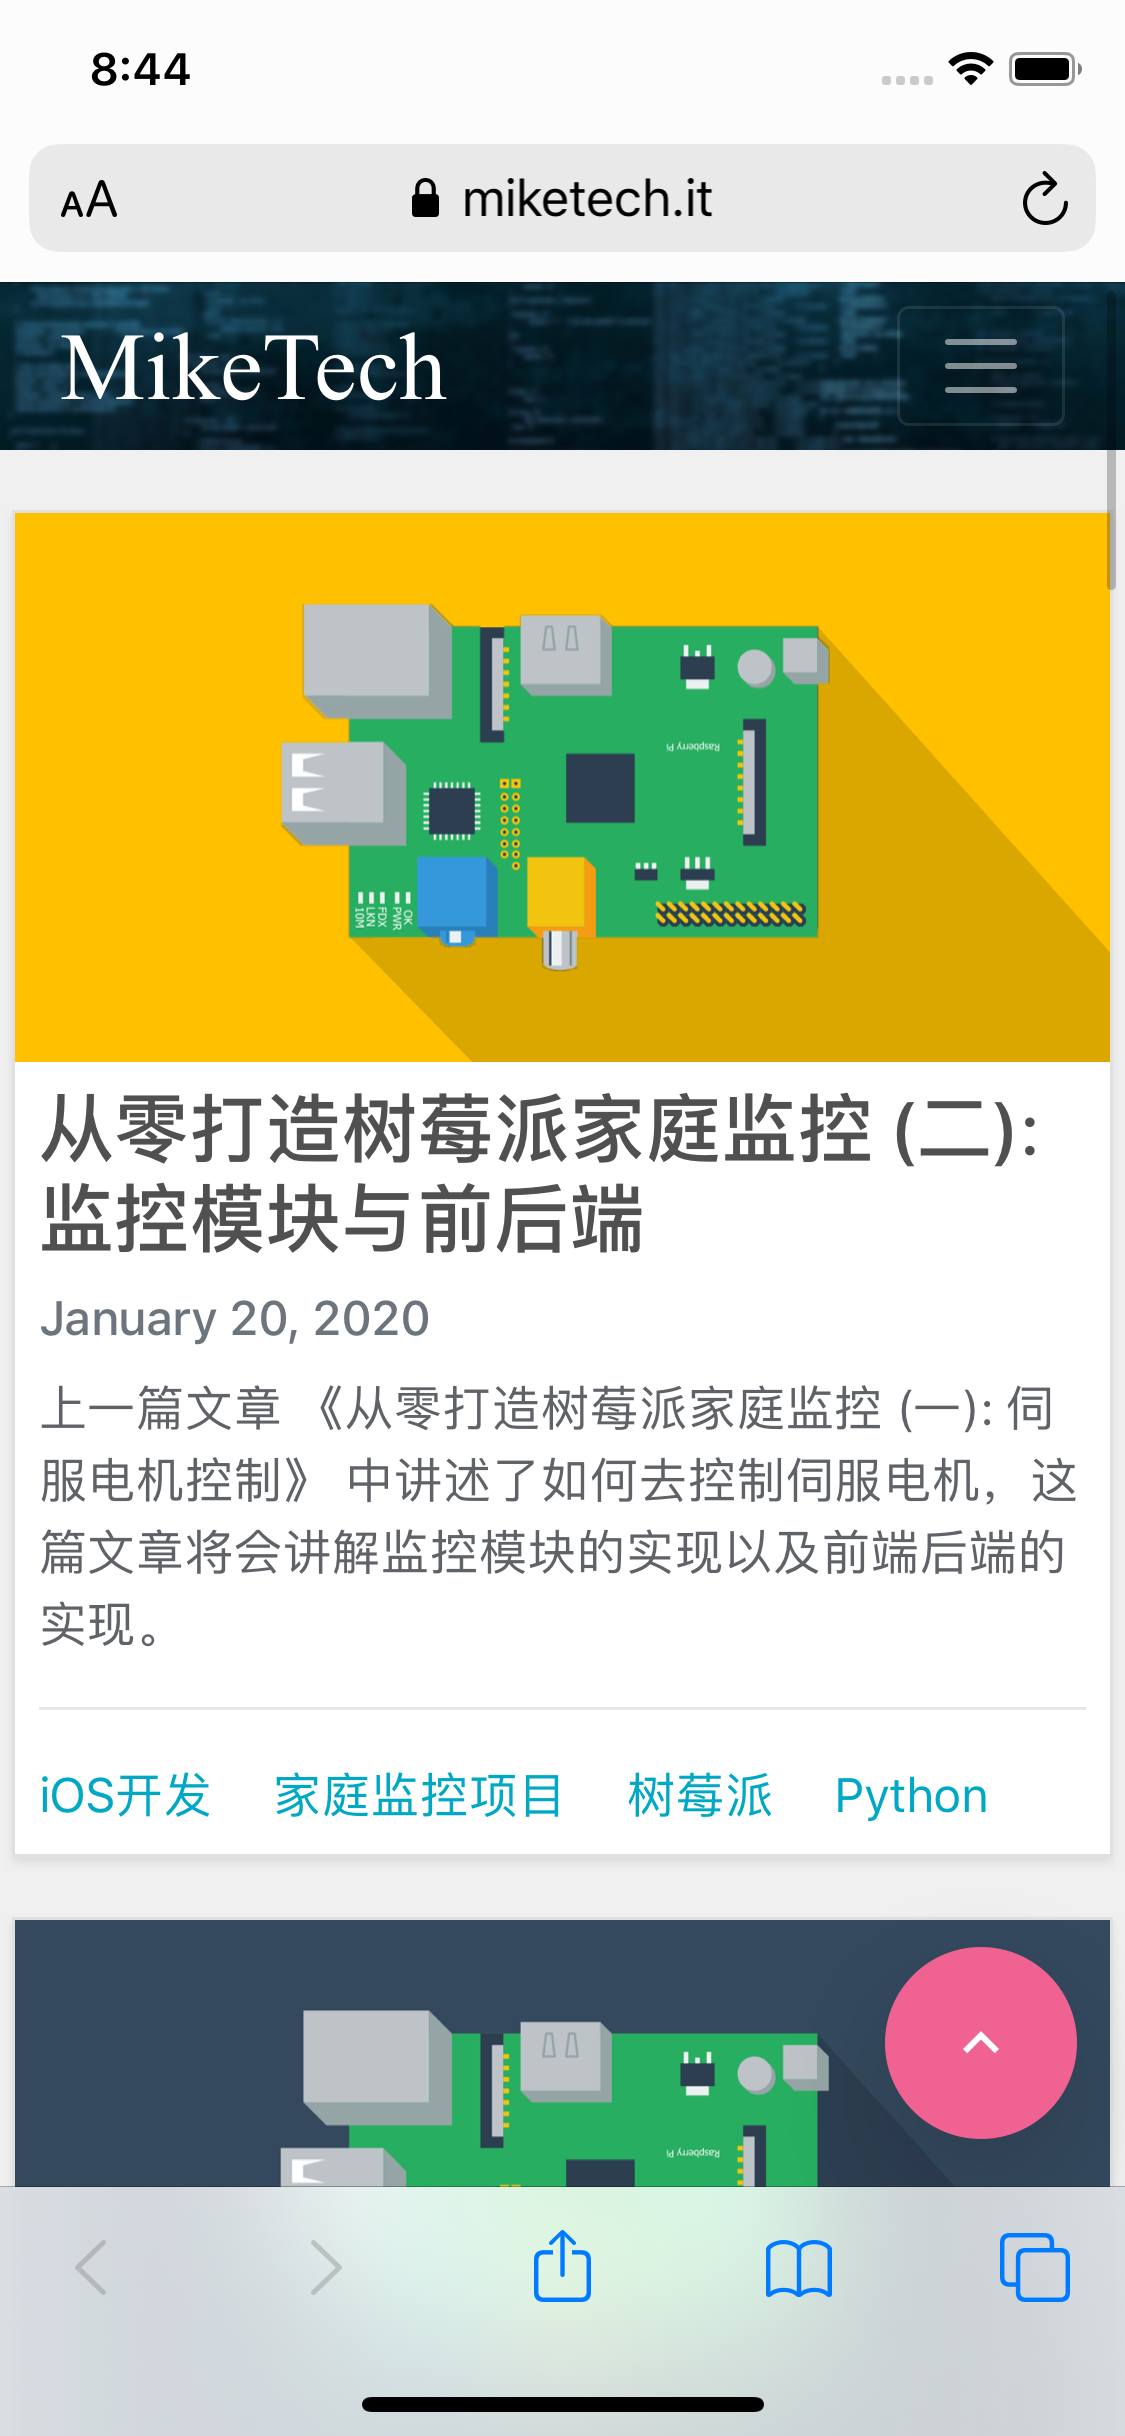 8:44
AA
miketech.it
MikeTech
Raspberry Pi
10M
LNK
FDX
PWR
OK
从零打造树莓派家庭监控 (二):
监控模块与前后端
January 20, 2020
上一篇文章 《从零打造树莓派家庭监控 (一): 伺
服电机控制》 中讲述了如何去控制伺服电机， 这
篇文章将会讲解监控模块的实现以及前端后端的
实现。
iOS开发 家庭监控项目 树莓派 Python
Raspberry Pi